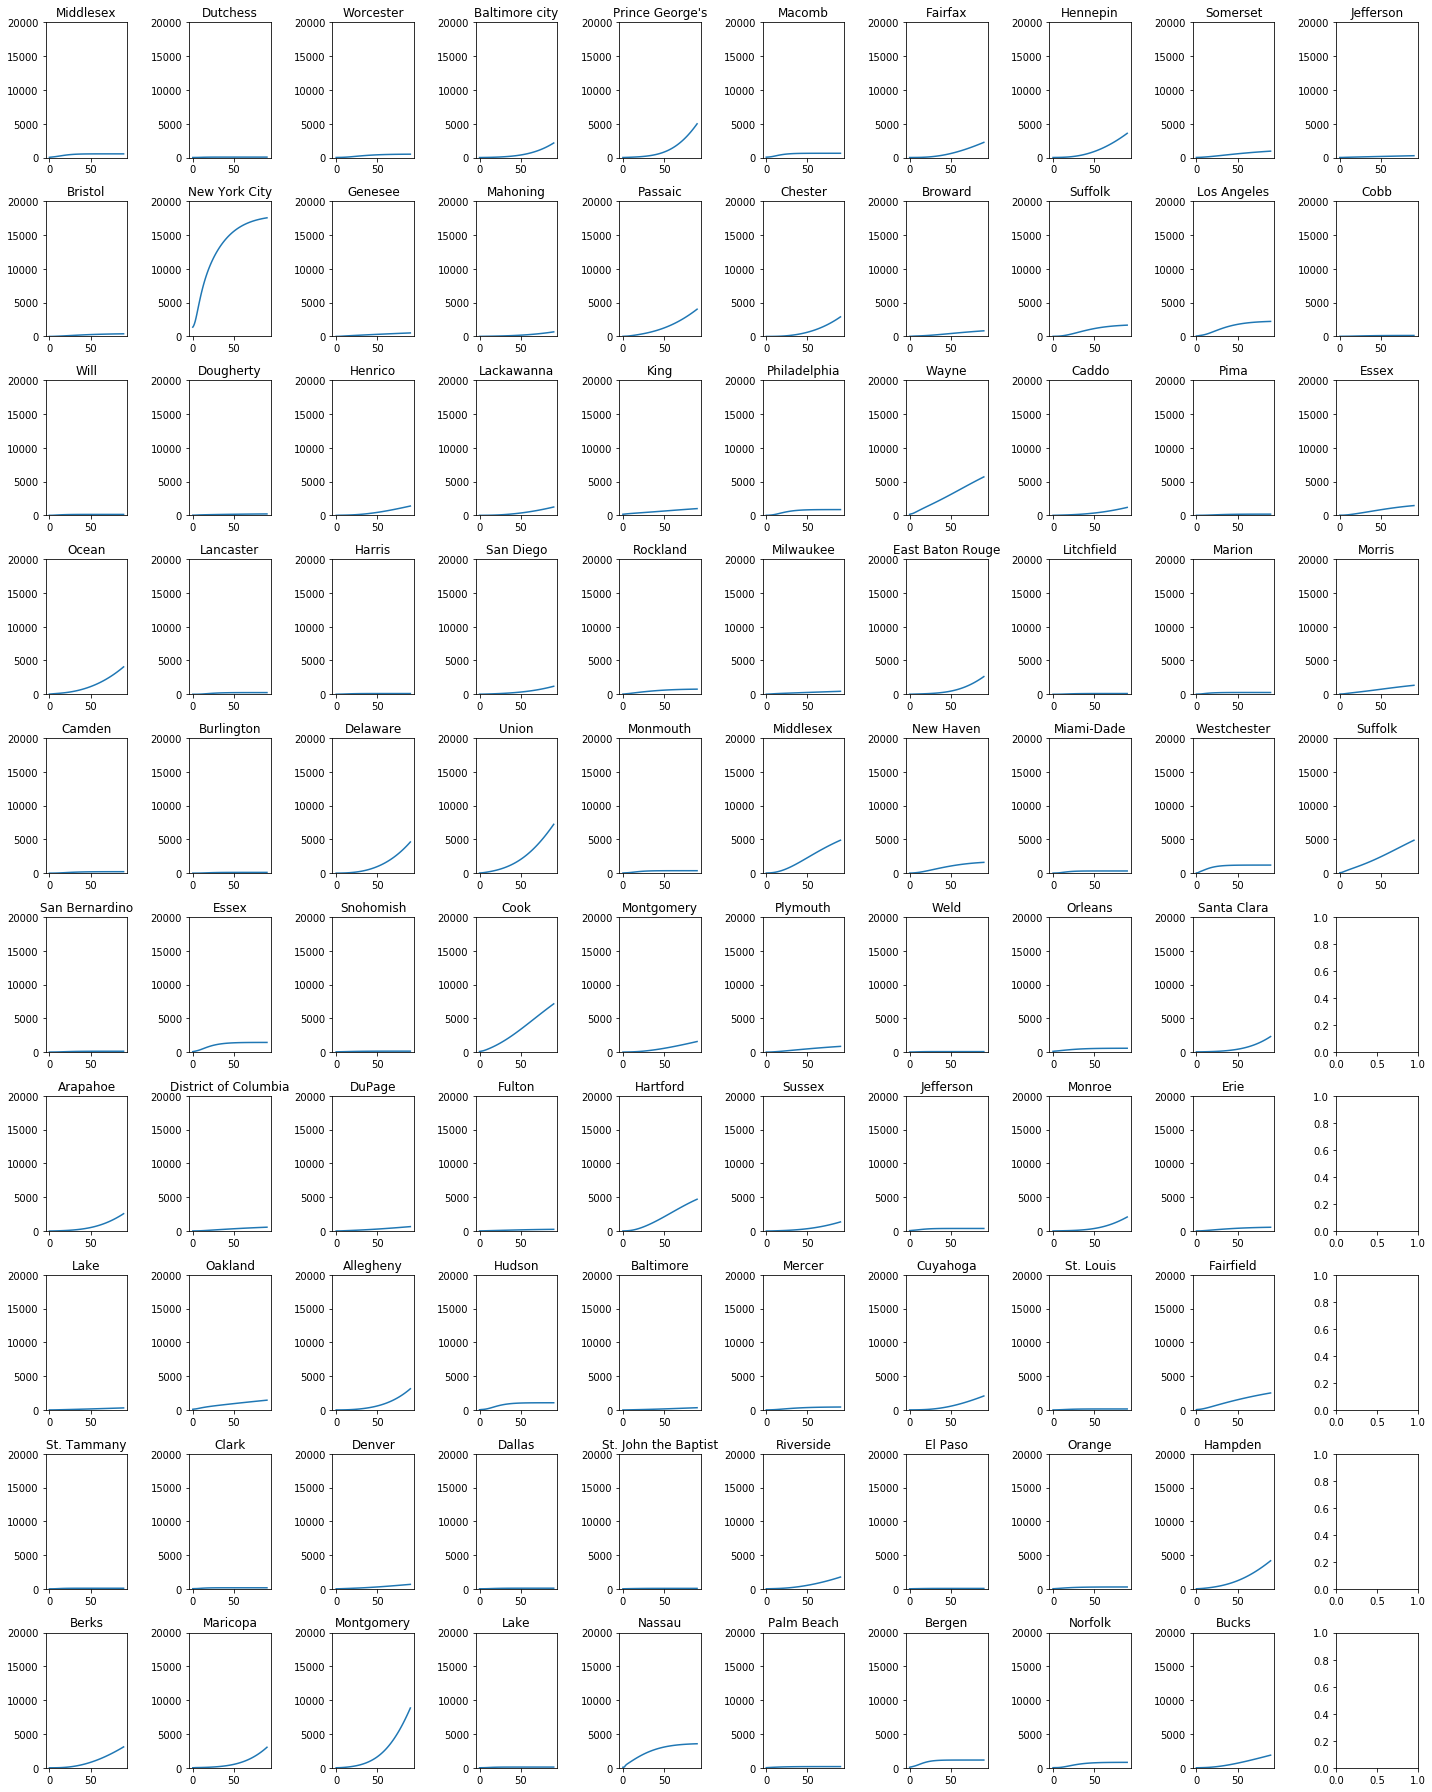 Middlesex Dutchess Worcester Baltimore city Prince George's Macomb Fairfax Hennepin Somerset Jefferson
20000 20000 20000 20000 20000 20000 20000 20000 20000 20000
15000 15000 15000 15000 15000 15000 15000 15000 15000 15000
10000 10000 10000 10000 10000 10000 10000 10000 10000 10000
5000 5000 5000 5000 5000 5000 5000 5000 5000 5000
0 0 0 0 0 0 0 0 0 0
0 50 0 50 0 50 0 50 0 50 0 50 0 50 0 50 0 50 0 50
Bristol New York City Genesee Mahoning Passaic Chester Broward Suffolk Los Angeles Cobb
20000 20000 20000 20000 20000 20000 20000 20000 20000 20000
15000 15000 15000 15000 15000 15000 15000 15000 15000 15000
10000 10000 10000 10000 10000 10000 10000 10000 10000 10000
5000 5000 5000 5000 5000 5000 5000 5000 5000 5000
0 0 0 0 0 0 0 0 0 0
0 50 0 50 0 50 0 50 0 50 0 50 0 50 0 50 0 50 0 50
Will Dougherty Henrico Lackawanna King Philadelphia Wayne Caddo Pima Essex
20000 20000 20000 20000 20000 20000 20000 20000 20000 20000
15000 15000 15000 15000 15000 15000 15000 15000 15000 15000
10000 10000 10000 10000 10000 10000 10000 10000 10000 10000
5000 5000 5000 5000 5000 5000 5000 5000 5000 5000
0 0 0 0 0 0 0 0 0 0
0 50 0 50 0 50 0 50 0 50 0 50 0 50 0 50 0 50 0 50
Ocean Lancaster Harris San Diego Rockland Milwaukee East Baton Rouge Litchfield Marion Morris
20000 20000 20000 20000 20000 20000 20000 20000 20000 20000
15000 15000 15000 15000 15000 15000 15000 15000 15000 15000
10000 10000 10000 10000 10000 10000 10000 10000 10000 10000
5000 5000 5000 5000 5000 5000 5000 5000 5000 5000
0 0 0 0 0 0 0 0 0 0
0 50 0 50 0 50 0 50 0 50 0 50 0 50 0 50 0 50 0 50
Camden Burlington Delaware Union Monmouth Middlesex New Haven Miami-Dade Westchester Suffolk
20000 20000 20000 20000 20000 20000 20000 20000 20000 20000
15000 15000 15000 15000 15000 15000 15000 15000 15000 15000
10000 10000 10000 10000 10000 10000 10000 10000 10000 10000
5000 5000 5000 5000 5000 5000 5000 5000 5000 5000
0 0 0 0 0 0 0 0 0 0
0 50 0 50 0 50 0 50 0 50 0 50 0 50 0 50 0 50 0 50
San Bernardino Essex Snohomish Cook Montgomery Plymouth Weld Orleans Santa Clara
20000 20000 20000 20000 20000 20000 20000 20000 20000 1.0
0.8
15000 15000 15000 15000 15000 15000 15000 15000 15000
0.6
10000 10000 10000 10000 10000 10000 10000 10000 10000
0.4
5000 5000 5000 5000 5000 5000 5000 5000 5000
0.2
0 0 0 0 0 0 0 0 0 0.0
0 50 0 50 0 50 0 50 0 50 0 50 0 50 0 50 0 50 0.0 0.5 1.0
Arapahoe District of Columbia DuPage Fulton Hartford Sussex Jefferson Monroe Erie
20000 20000 20000 20000 20000 20000 20000 20000 20000 1.0
0.8
15000 15000 15000 15000 15000 15000 15000 15000 15000
0.6
10000 10000 10000 10000 10000 10000 10000 10000 10000
0.4
5000 5000 5000 5000 5000 5000 5000 5000 5000
0.2
0 0 0 0 0 0 0 0 0 0.0
0 50 0 50 0 50 0 50 0 50 0 50 0 50 0 50 0 50 0.0 0.5 1.0
Lake Oakland Allegheny Hudson Baltimore Mercer Cuyahoga St. Louis Fairfield
20000 20000 20000 20000 20000 20000 20000 20000 20000 1.0
0.8
15000 15000 15000 15000 15000 15000 15000 15000 15000
0.6
10000 10000 10000 10000 10000 10000 10000 10000 10000
0.4
5000 5000 5000 5000 5000 5000 5000 5000 5000
0.2
0 0 0 0 0 0 0 0 0 0.0
0 50 0 50 0 50 0 50 0 50 0 50 0 50 0 50 0 50 0.0 0.5 1.0
St. Tammany Clark Denver Dallas St. John the Baptist Riverside El Paso Orange Hampden
20000 20000 20000 20000 20000 20000 20000 20000 20000 1.0
0.8
15000 15000 15000 15000 15000 15000 15000 15000 15000
0.6
10000 10000 10000 10000 10000 10000 10000 10000 10000
0.4
5000 5000 5000 5000 5000 5000 5000 5000 5000
0.2
0 0 0 0 0 0 0 0 0 0.0
0 50 0 50 0 50 0 50 0 50 0 50 0 50 0 50 0 50 0.0 0.5 1.0
Berks Maricopa Montgomery Lake Nassau Palm Beach Bergen Norfolk Bucks
20000 20000 20000 20000 20000 20000 20000 20000 20000 1.0
0.8
15000 15000 15000 15000 15000 15000 15000 15000 15000
0.6
10000 10000 10000 10000 10000 10000 10000 10000 10000
0.4
5000 5000 5000 5000 5000 5000 5000 5000 5000
0.2
0 0 0 0 0 0 0 0 0 0.0
0 50 0 50 0 50 0 50 0 50 0 50 0 50 0 50 0 50 0.0 0.5 1.0